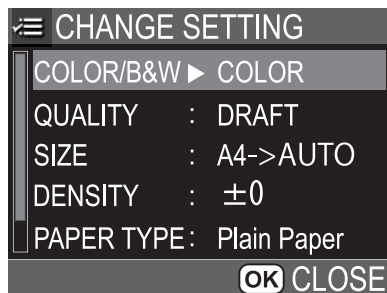 CHANGE SETTING
COLOR/B&W ▶ COLOR
QUALITY : DRAFT
SIZE : A4->AUTO
DENSITY : ±0
PAPER TYPE : Plain Paper
OK CLOSE